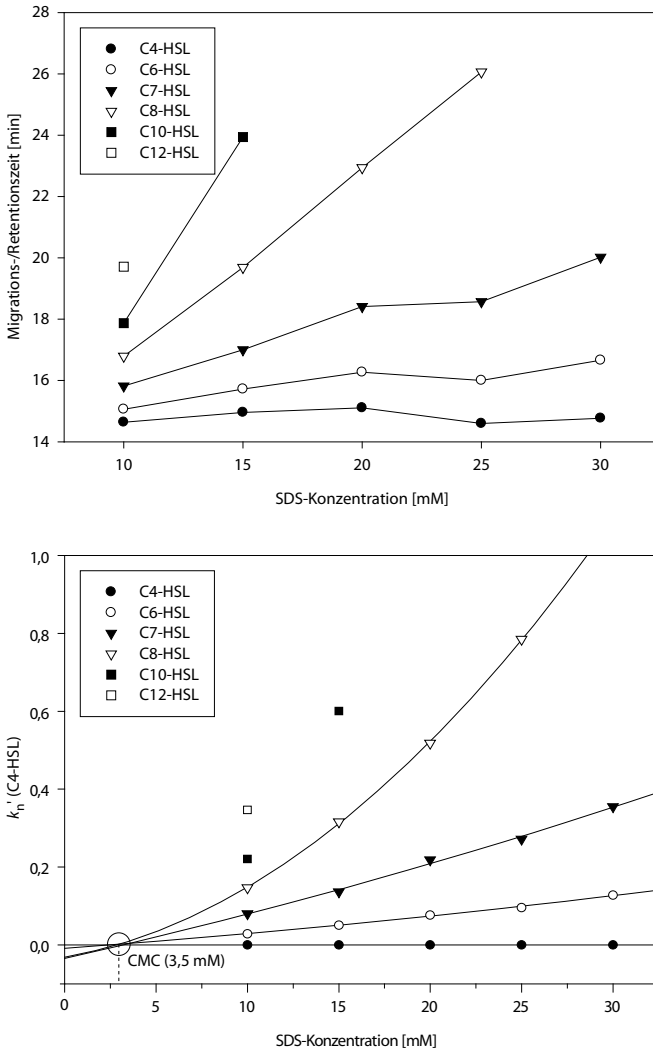 28
26
24
22
20
18
16
14
Migrations-/Retentionszeit [min]
C4-HSL
C6-HSL
C7-HSL
C8-HSL
C10-HSL
C12-HSL
10 15 20 25 30
SDS-Konzentration [mM]
1,0
0,8
0,6
0,4
0,2
0,0
kn' (C4-HSL)
C4-HSL
C6-HSL
C7-HSL
C8-HSL
C10-HSL
C12-HSL
CMC (3,5 mM)
0 5 10 15 20 25 30
SDS-Konzentration [mM]